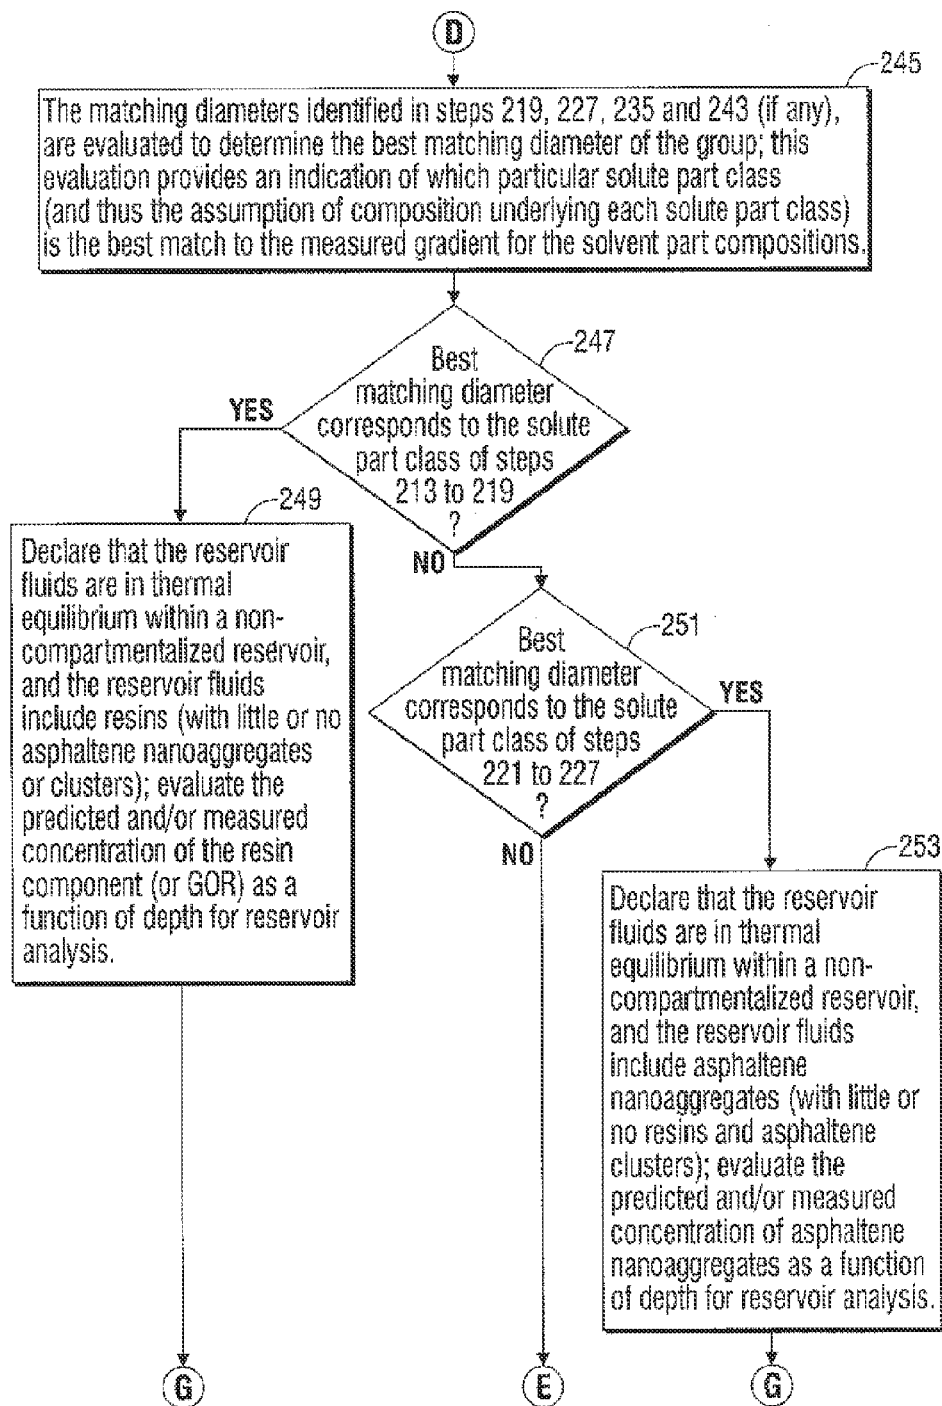 D
245
The matching diameters identified in steps 219, 227, 235 and 243 (if any),
are evaluated to determine the best matching diameter of the group; this
evaluation provides an indication of which particular solute part class
(and thus the assumption of composition underlying each solute part class)
is the best match to the measured gradient for the solvent part compositions.
247
Best
matching diameter
corresponds to the solute
part class of steps
213 to 219
?
YES
NO
249
Declare that the reservoir
fluids are in thermal
equilibrium within a non-
compartmentalized reservoir,
and the reservoir fluids
include resins (with little or no
asphaltene nanoaggregates
or clusters); evaluate the
predicted and/or measured
concentration of the resin
component (or GOR) as a
function of depth for reservoir
analysis.
251
Best
matching diameter
corresponds to the solute
part class of steps
221 to 227
?
YES
NO
253
Declare that the reservoir
fluids are in thermal
equilibrium within a non-
compartmentalized reservoir,
and the reservoir fluids
include asphaltene
nanoaggregates (with little or
no resins and asphaltene
clusters); evaluate the
predicted and/or measured
concentration of asphaltene
nanoaggregates as a function
of depth for reservoir analysis.
G
E
G